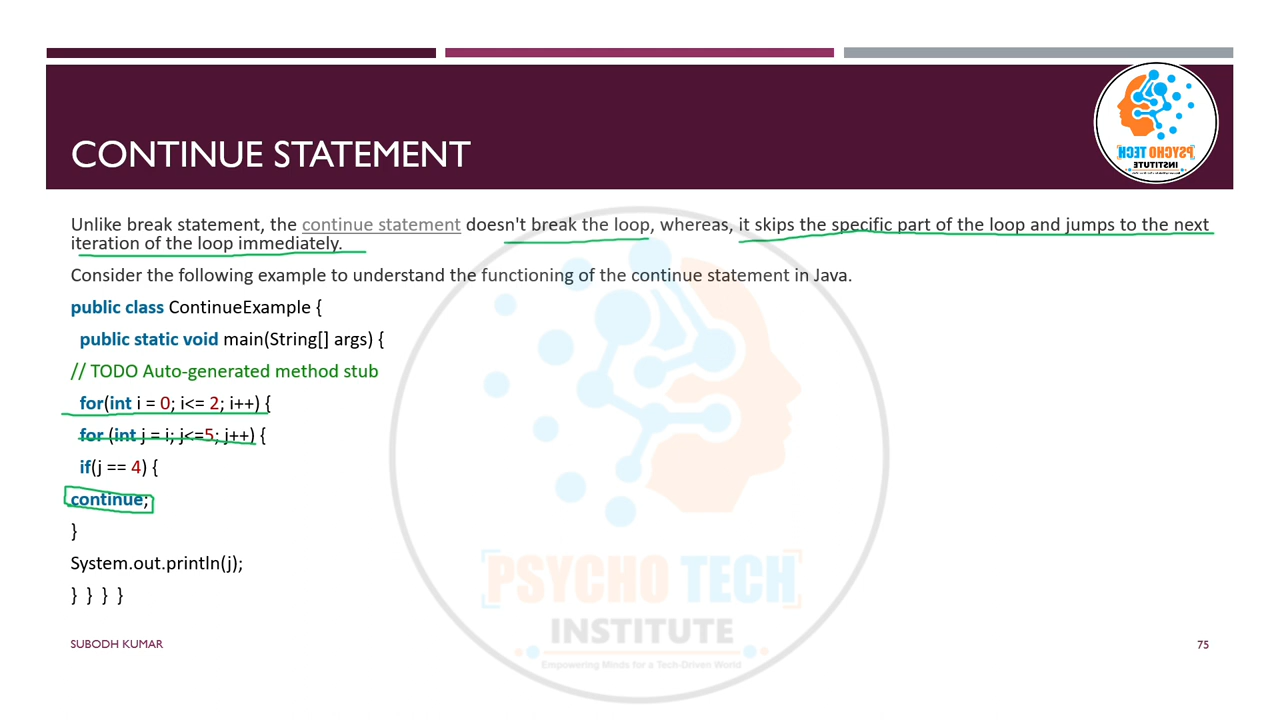 CONTINUE STATEMENT
PSYCHO TECH
INSTITUTE
Unlike break statement, the continue statement doesn't break the loop, whereas, it skips the specific part of the loop and jumps to the next
iteration of the loop immediately.
Consider the following example to understand the functioning of the continue statement in Java.
public class ContinueExample {
public static void main(String[] args) {
// TODO Auto-generated method stub
for(int i = 0; i<= 2; i++) {
for (int j = i; j<=5; j++) {
if(j == 4) {
continue;
}
System.out.println(j);
} } } }
PSYCHO TECH
INSTITUTE
Empowering Minds for a Tech-Driven World
SUBODH KUMAR
75